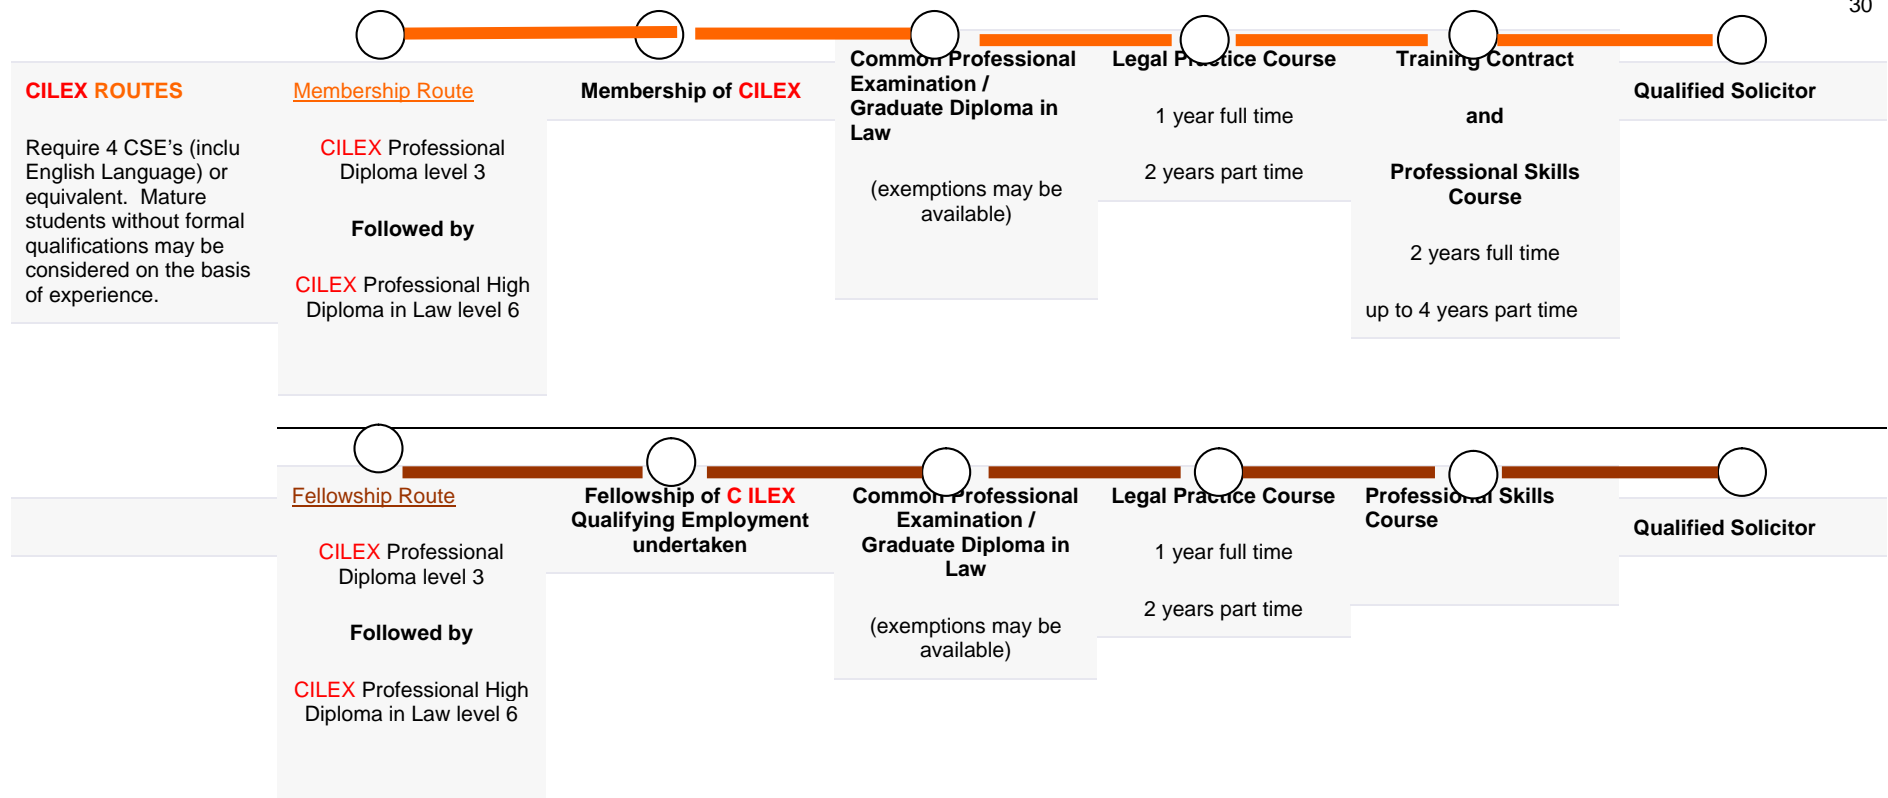 30
CILEX ROUTES
Require 4 CSE's (inclu
English Language) or
equivalent.  Mature
students without formal
qualifications may be
considered on the basis
of experience.
Membership Route
CILEX Professional
Diploma level 3
Followed by
CILEX Professional High
Diploma in Law level 6
Membership of CILEX
Common Professional
Examination /
Graduate Diploma in
Law
(exemptions may be
available)
Legal Practice Course
1 year full time
2 years part time
Training Contract
and
Professional Skills
Course
2 years full time
up to 4 years part time
Qualified Solicitor
Fellowship Route
CILEX Professional
Diploma level 3
Followed by
CILEX Professional High
Diploma in Law level 6
Fellowship of C ILEX
Qualifying Employment
undertaken
Common Professional
Examination /
Graduate Diploma in
Law
(exemptions may be
available)
Legal Practice Course
1 year full time
2 years part time
Professional Skills
Course
Qualified Solicitor